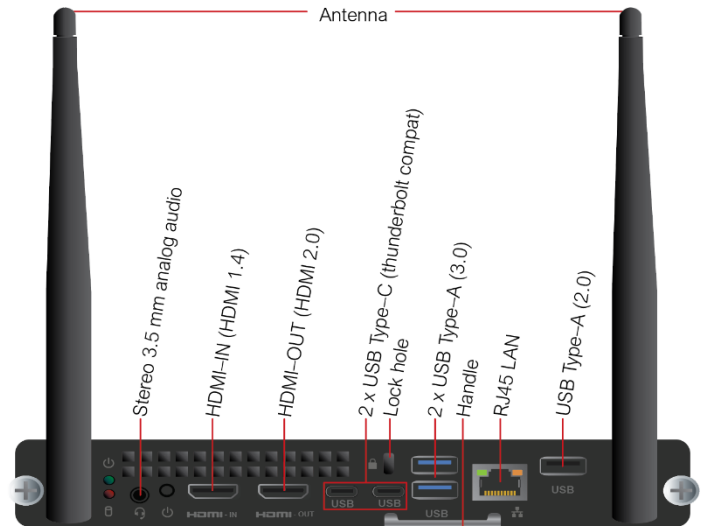 Antenna
Stereo 3.5 mm analog audio
HDMI–IN (HDMI 1.4)
HDMI–OUT (HDMI 2.0)
2 x USB Type–C (thunderbolt compat)
Lock hole
2 x USB Type–A (3.0)
Handle
RJ45 LAN
USB Type–A (2.0)
HDMI - IN
HDMI - OUT
USB
USB
USB
USB